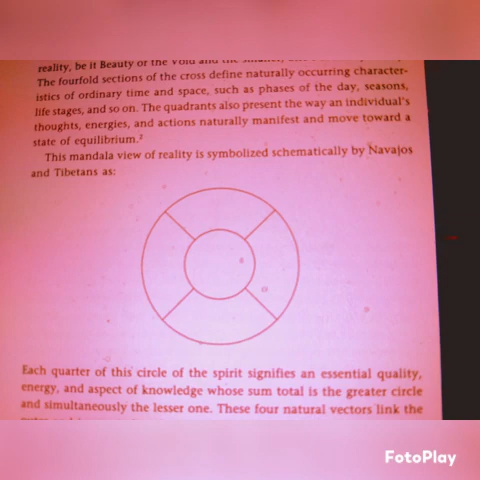 reality, be it Beauty or the Void and the
The fourfold sections of the cross define naturally occurring character-
istics of ordinary time and space, such as phases of the day, seasons,
life stages, and so on. The quadrants also present the way an individual's
thoughts, energies, and actions naturally manifest and move toward a
state of equilibrium.²
This mandala view of reality is symbolized schematically by Navajos
and Tibetans as:
Each quarter of this circle of the spirit signifies an essential quality,
energy, and aspect of knowledge whose sum total is the greater circle
and simultaneously the lesser one. These four natural vectors link the
FotoPlay